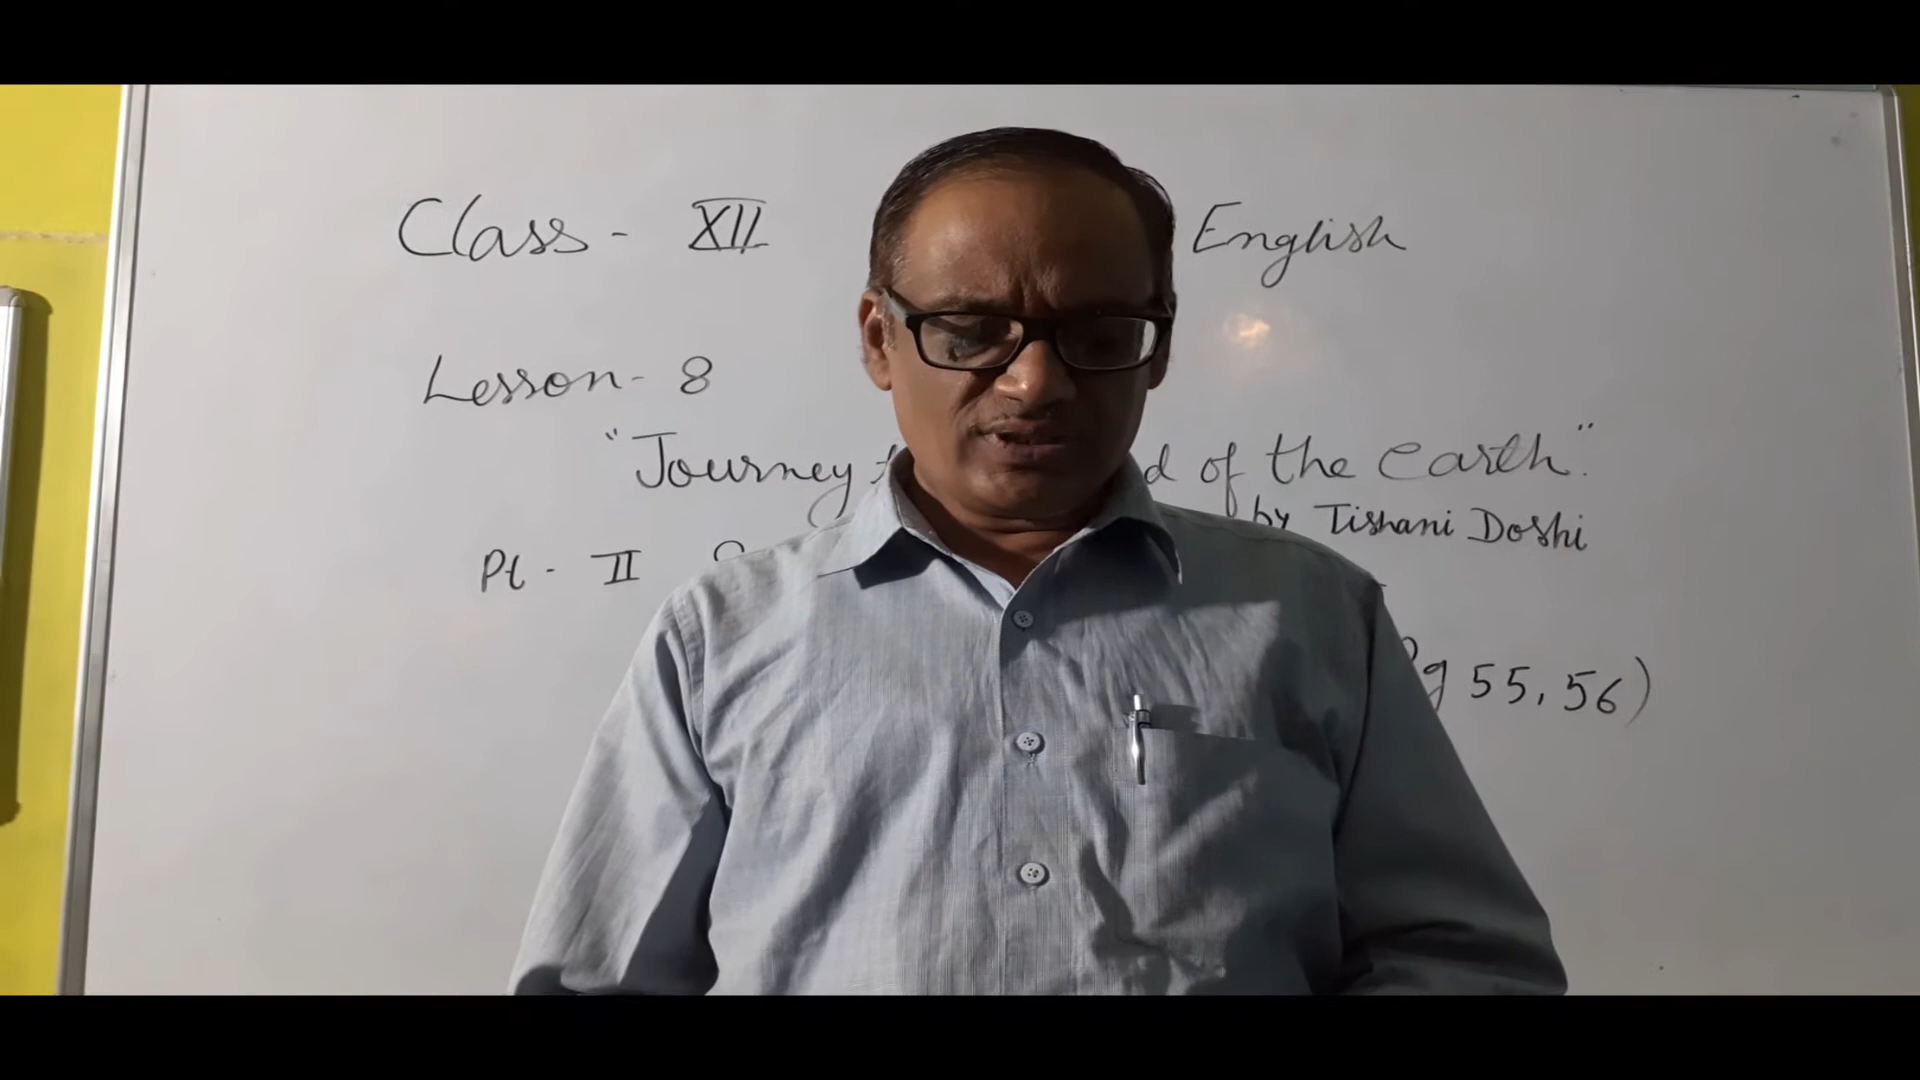 Class - XII English
Lesson - 8
"Journey of the earth".
by Tishani Doshi
Pt - II
55, 56)